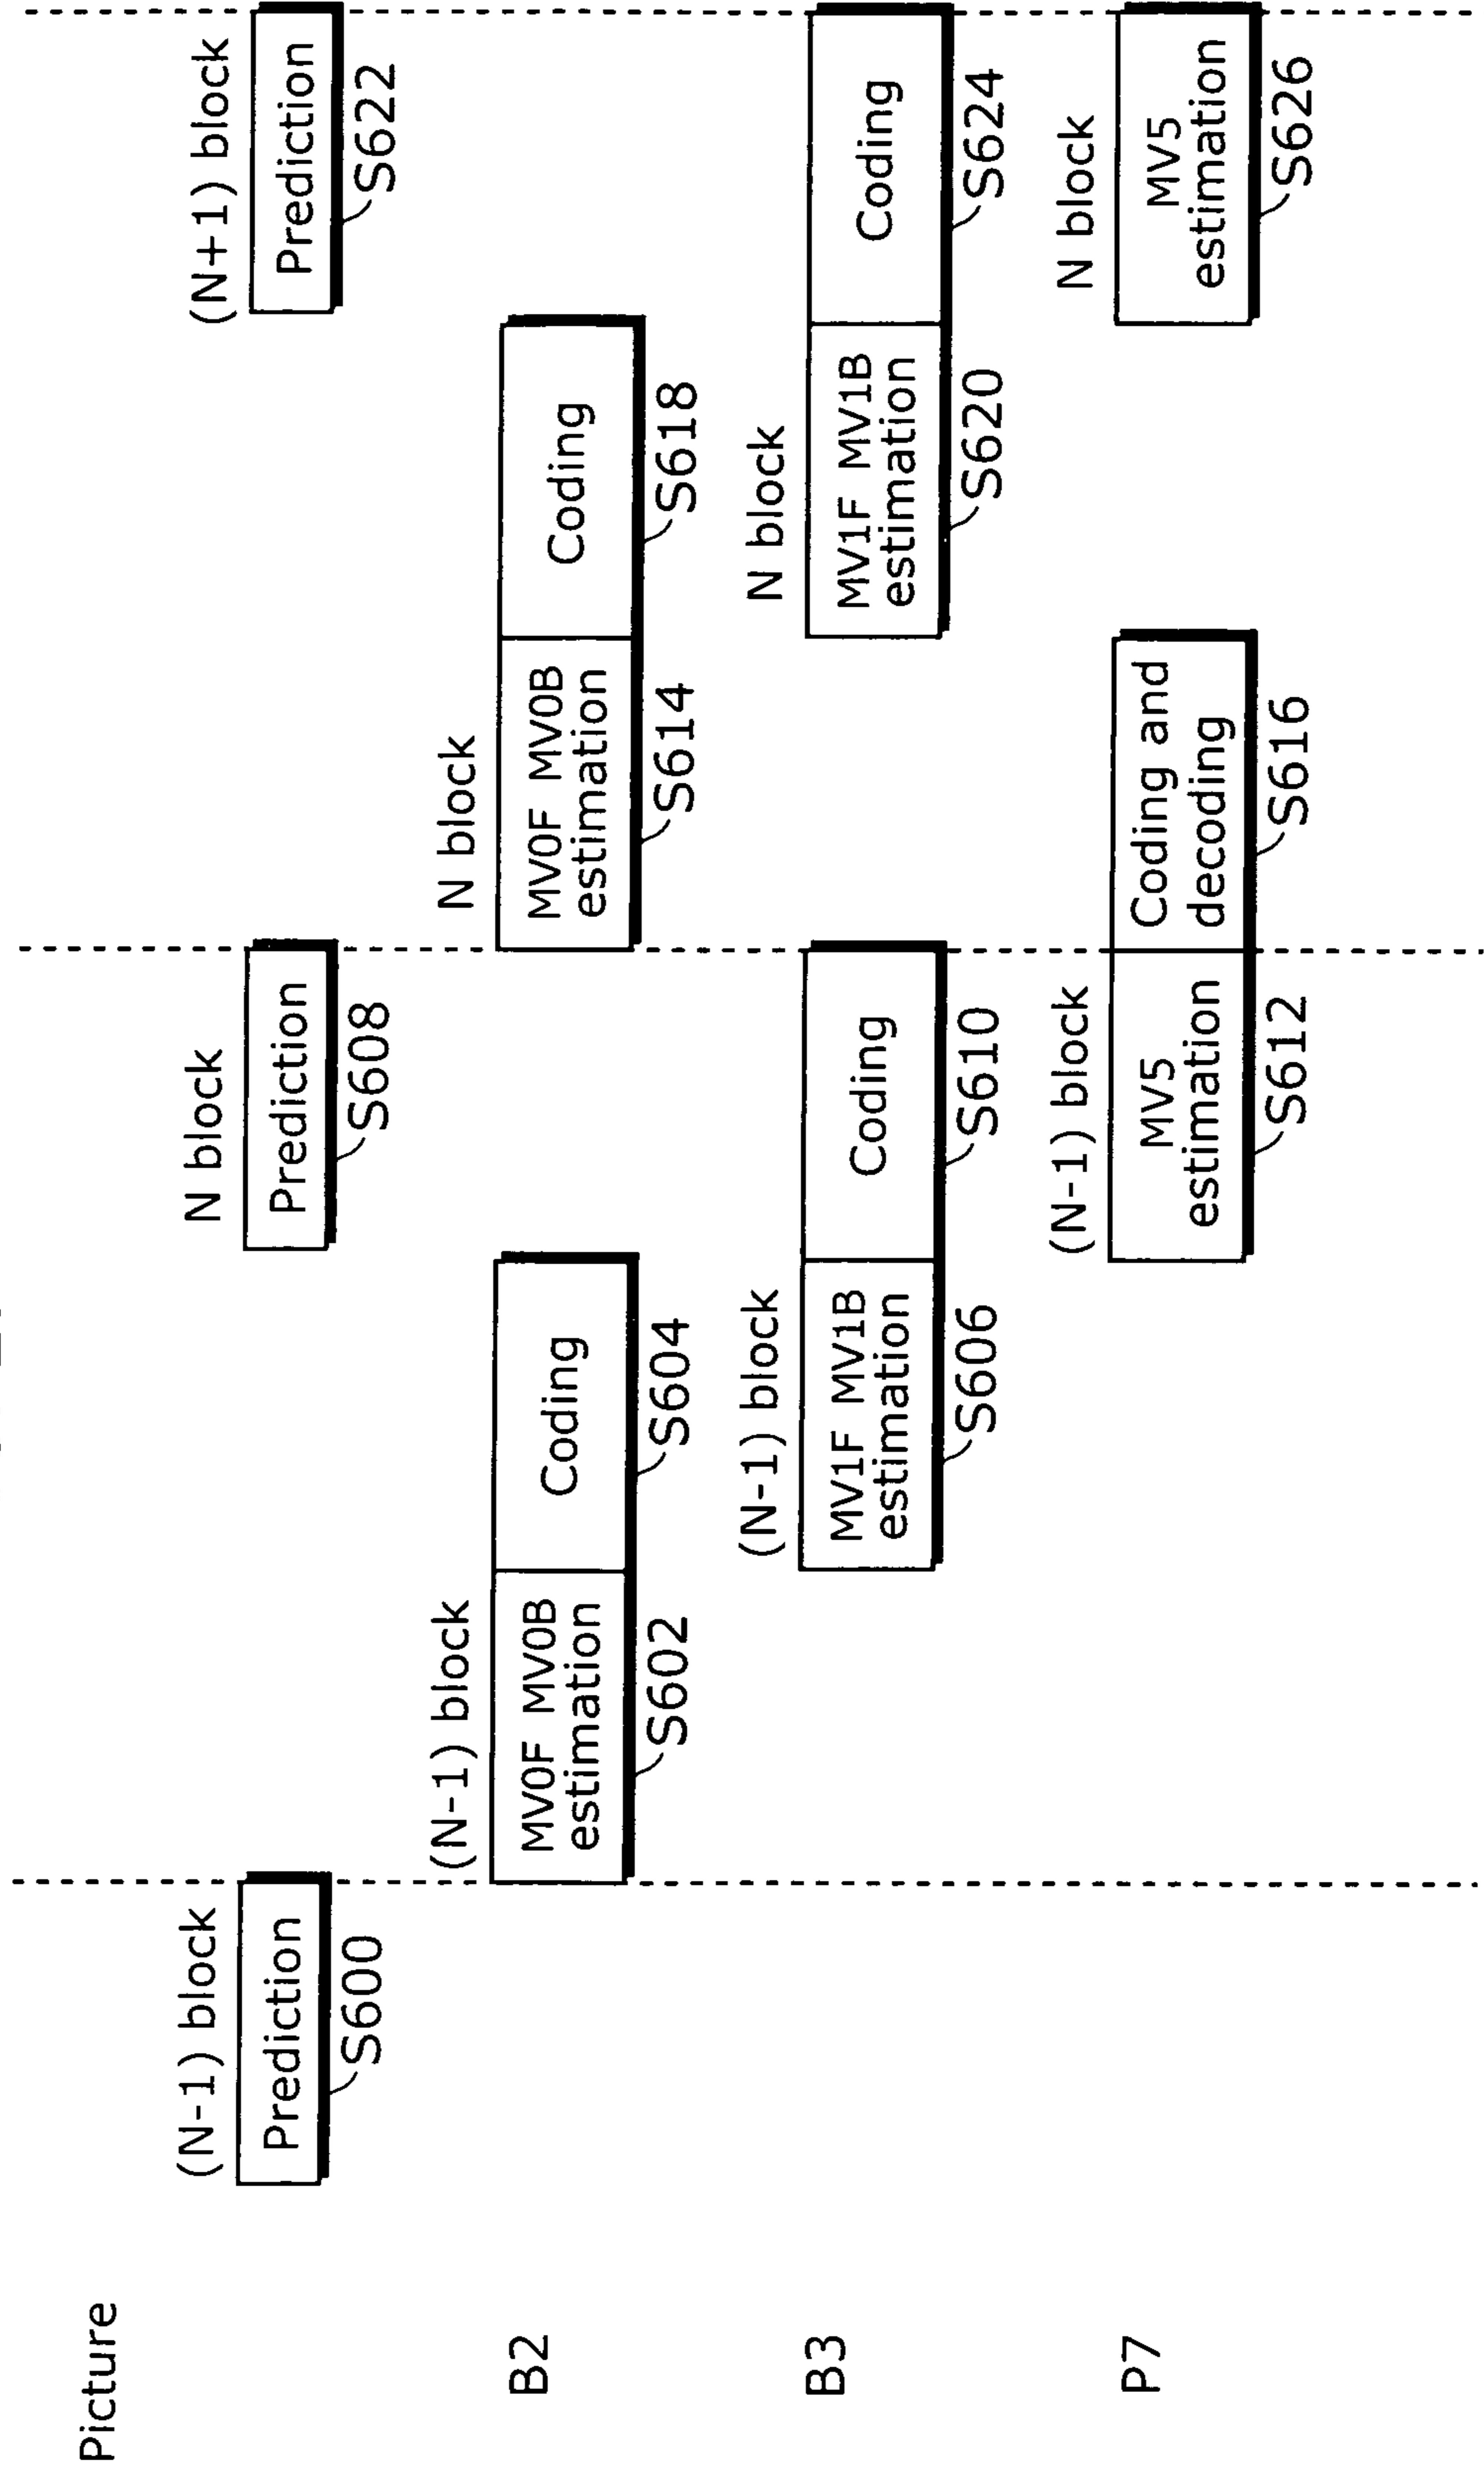 Picture
(N-1) block
Prediction
S600
N block
Prediction
S608
(N+1) block
Prediction
S622
B2
(N-1) block
MV0F MV0B
estimation
S602
Coding
S604
N block
MV0F MV0B
estimation
S614
Coding
S618
B3
(N-1) block
MV1F MV1B
estimation
S606
Coding
S610
N block
MV1F MV1B
estimation
S620
Coding
S624
P7
(N-1) block
MV5
estimation
S612
Coding and
decoding
S616
N block
MV5
estimation
S626